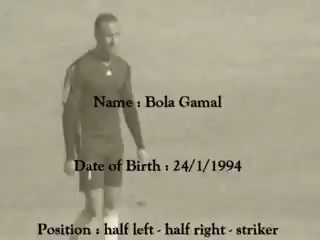 Name : Bola Gamal
Date of Birth : 24/1/1994
Position : half left - half right - striker